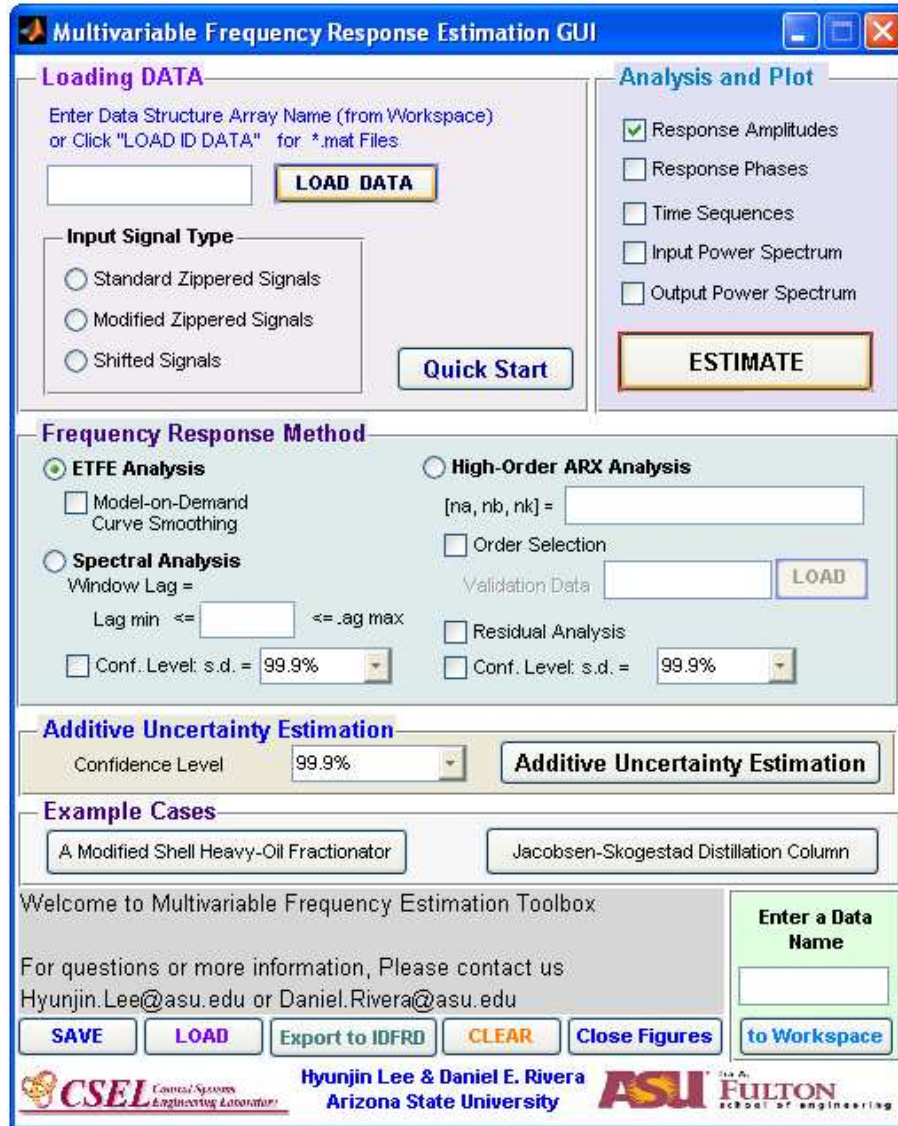 Multivariable Frequency Response Estimation GUI
Loading DATA
Enter Data Structure Array Name (from Workspace)
or Click "LOAD ID DATA" for *.mat Files
LOAD DATA
Input Signal Type
Standard Zippered Signals
Modified Zippered Signals
Shifted Signals
Quick Start
Analysis and Plot
Response Amplitudes
Response Phases
Time Sequences
Input Power Spectrum
Output Power Spectrum
ESTIMATE
Frequency Response Method
ETFE Analysis
Model-on-Demand
Curve Smoothing
Spectral Analysis
Window Lag =
Lag min <= <= .ag max
Conf. Level: s.d. = 99.9%
High-Order ARX Analysis
[na, nb, nk] =
Order Selection
Validation Data LOAD
Residual Analysis
Conf. Level: s.d. = 99.9%
Additive Uncertainty Estimation
Confidence Level 99.9% Additive Uncertainty Estimation
Example Cases
A Modified Shell Heavy-Oil Fractionator Jacobsen-Skogestad Distillation Column
Welcome to Multivariable Frequency Estimation Toolbox
For questions or more information, Please contact us
Hyunjin.Lee@asu.edu or Daniel.Rivera@asu.edu
Enter a Data
Name
SAVE LOAD Export to IDFRD CLEAR Close Figures to Workspace
CSEL Control Systems
Engineering Laboratory
Hyunjin Lee & Daniel E. Rivera
Arizona State University
ASU
FULTON
school of engineering